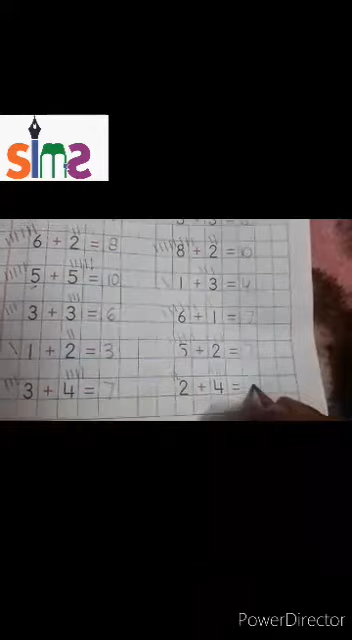 sims
6 + 2 = 8
8 + 2 = 10
5 + 5 = 10
1 + 3 = 4
3 + 3 = 6
6 + 1 = 7
1 + 2 = 3
5 + 2 = 7
3 + 4 = 7
2 + 4 =
PowerDirector